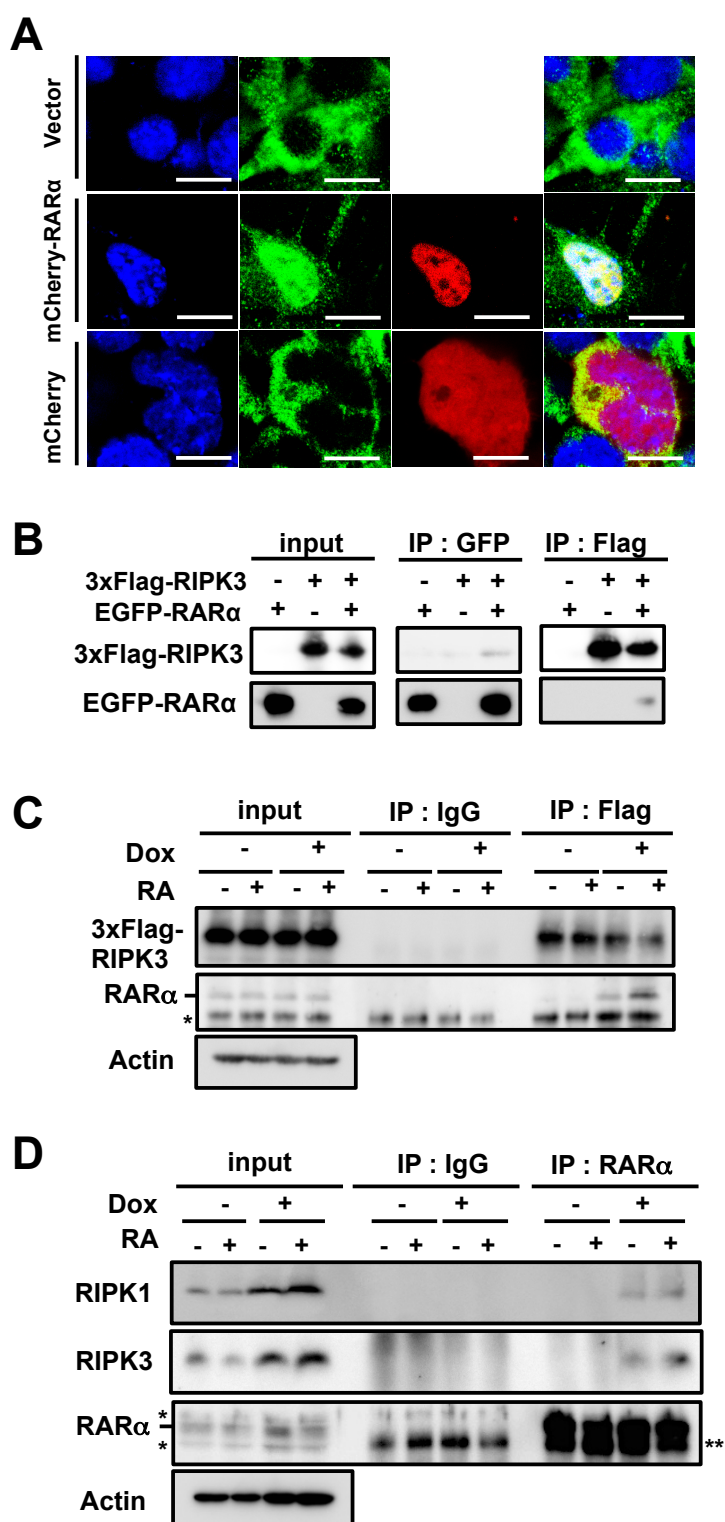 A
Vector
mCherry-RARα
mCherry
B
input IP : GFP IP : Flag
3xFlag-RIPK3 - + + - + + - + +
EGFP-RARα + - + + - + + - +
3xFlag-RIPK3
EGFP-RARα
C
input IP : IgG IP : Flag
Dox - + - + - +
RA - + - + - + - + - + - +
3xFlag-
RIPK3
RARα
*
Actin
D
input IP : IgG IP : RARα
Dox - + - + - +
RA - + - + - + - + - + - +
RIPK1
RIPK3
*
RARα
* **
Actin